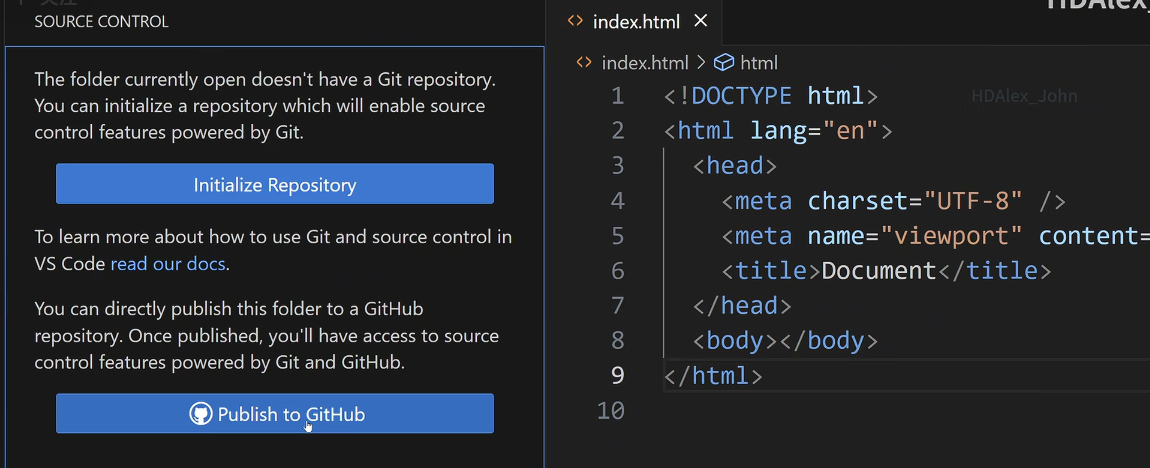 SOURCE CONTROL
The folder currently open doesn't have a Git repository.
You can initialize a repository which will enable source
control features powered by Git.
Initialize Repository
To learn more about how to use Git and source control in
VS Code read our docs.
You can directly publish this folder to a GitHub
repository. Once published, you'll have access to source
control features powered by Git and GitHub.
Publish to GitHub
index.html
index.html > html
HDAlex_John
1 <!DOCTYPE html>
2 <html lang="en">
3 <head>
4 <meta charset="UTF-8" />
5 <meta name="viewport" content=
6 <title>Document</title>
7 </head>
8 <body></body>
9 </html>
10